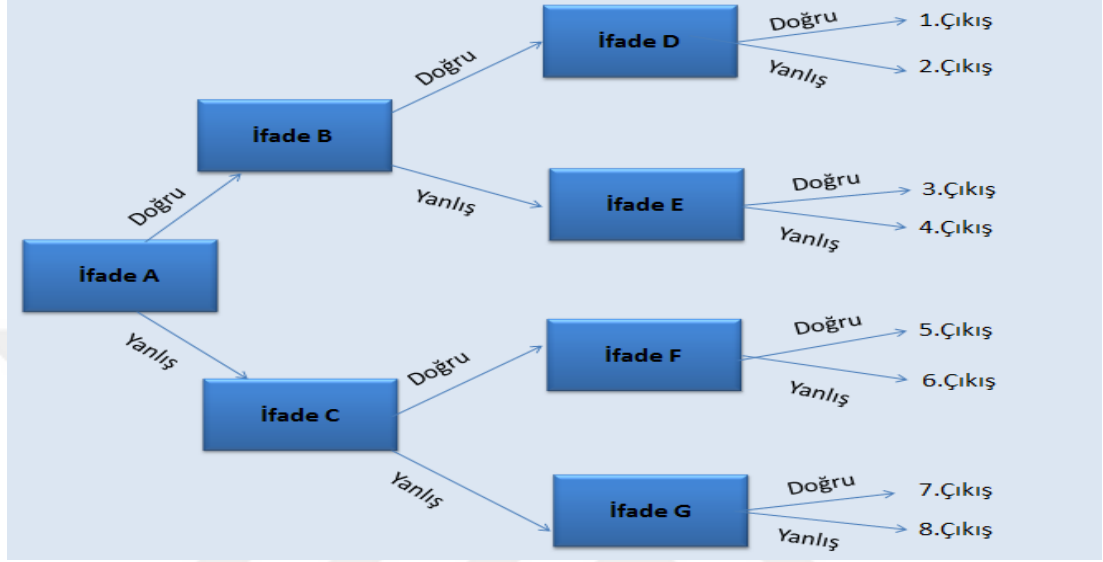 Doğru
1.Çıkış
İfade D
Yanlış
2.Çıkış
Doğru
İfade B
Yanlış
Doğru
3.Çıkış
İfade E
Yanlış
4.Çıkış
Doğru
İfade A
Yanlış
Doğru
5.Çıkış
İfade F
Yanlış
6.Çıkış
Doğru
İfade C
Yanlış
Doğru
7.Çıkış
İfade G
Yanlış
8.Çıkış